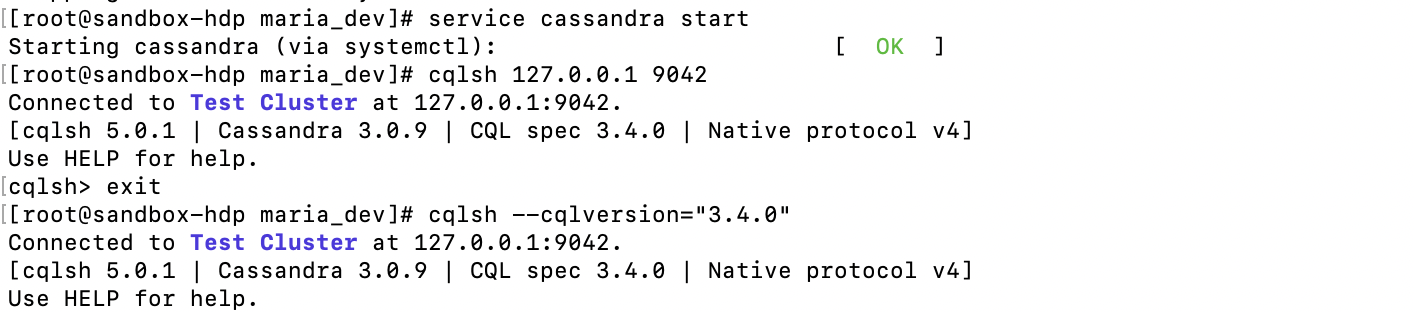 [[root@sandbox-hdp maria_dev]# service cassandra start
Starting cassandra (via systemctl):                        [  OK  ]
[[root@sandbox-hdp maria_dev]# cqlsh 127.0.0.1 9042
Connected to Test Cluster at 127.0.0.1:9042.
[cqlsh 5.0.1 | Cassandra 3.0.9 | CQL spec 3.4.0 | Native protocol v4]
Use HELP for help.
[cqlsh> exit
[[root@sandbox-hdp maria_dev]# cqlsh --cqlversion="3.4.0"
Connected to Test Cluster at 127.0.0.1:9042.
[cqlsh 5.0.1 | Cassandra 3.0.9 | CQL spec 3.4.0 | Native protocol v4]
Use HELP for help.